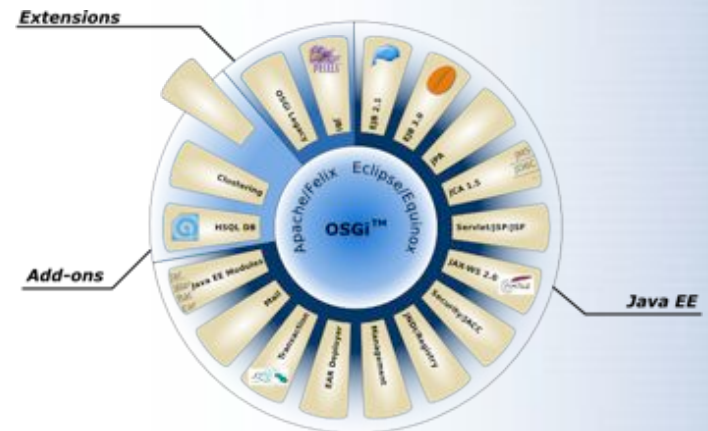 Extensions
OSGi Legacy
JBI
EJB 2.1
EJB 3.0
JPA
JCA 1.5
Servlet/JSP/JSF
JAX-WS 2.0
Security/JACC
JNDI/Registry
Management
EAR Deployer
Transaction
Mail
Java EE Modules
HSQL DB
Clustering
Apache/Felix
Eclipse/Equinox
OSGi™
Add-ons
Java EE